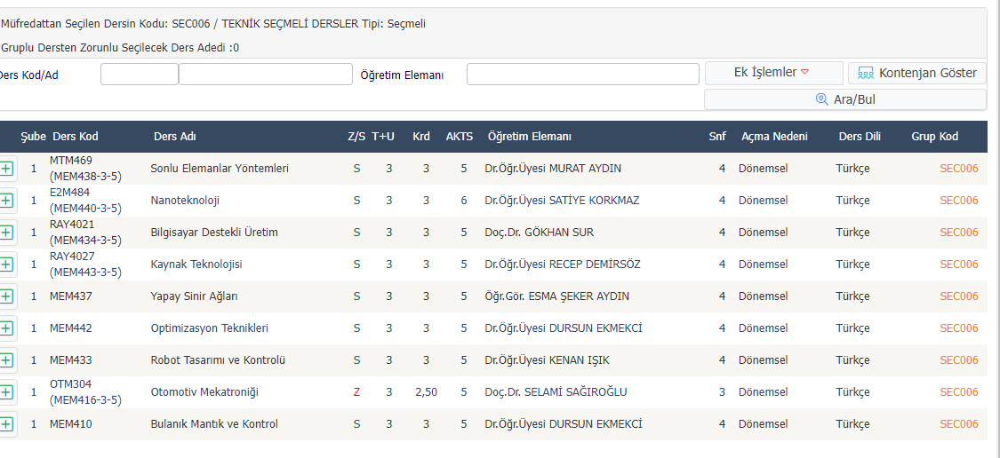 Müfredattan Seçilen Dersin Kodu: SEC006 / TEKNİK SEÇMELİ DERSLER Tipi: Seçmeli
Gruplu Dersten Zorunlu Seçilecek Ders Adedi :0
Ders Kod/Ad Öğretim Elemanı Ek İşlemler Kontenjan Göster
Ara/Bul
Şube Ders Kod Ders Adı Z/S T+U Krd AKTS Öğretim Elemanı Snf Açma Nedeni Ders Dili Grup Kod
1 MTM469 (MEM438-3-5) Sonlu Elemanlar Yöntemleri S 3 3 5 Dr.Öğr.Üyesi MURAT AYDIN 4 Dönemsel Türkçe SEC006
1 E2M484 (MEM440-3-5) Nanoteknoloji S 3 3 6 Dr.Öğr.Üyesi SATİYE KORKMAZ 4 Dönemsel Türkçe SEC006
1 RAY4021 (MEM434-3-5) Bilgisayar Destekli Üretim S 3 3 5 Doç.Dr. GÖKHAN SUR 4 Dönemsel Türkçe SEC006
1 RAY4027 (MEM443-3-5) Kaynak Teknolojisi S 3 3 5 Dr.Öğr.Üyesi RECEP DEMİRSÖZ 4 Dönemsel Türkçe SEC006
1 MEM437 Yapay Sinir Ağları S 3 3 5 Öğr.Gör. ESMA ŞEKER AYDIN 4 Dönemsel Türkçe SEC006
1 MEM442 Optimizasyon Teknikleri S 3 3 5 Dr.Öğr.Üyesi DURSUN EKMEKCİ 4 Dönemsel Türkçe SEC006
1 MEM433 Robot Tasarımı ve Kontrolü S 3 3 5 Dr.Öğr.Üyesi KENAN IŞIK 4 Dönemsel Türkçe SEC006
1 OTM304 (MEM416-3-5) Otomotiv Mekatroniği Z 3 2,50 5 Doç.Dr. SELAMİ SAĞIROĞLU 3 Dönemsel Türkçe SEC006
1 MEM410 Bulanık Mantık ve Kontrol S 3 3 5 Dr.Öğr.Üyesi DURSUN EKMEKCİ 4 Dönemsel Türkçe SEC006